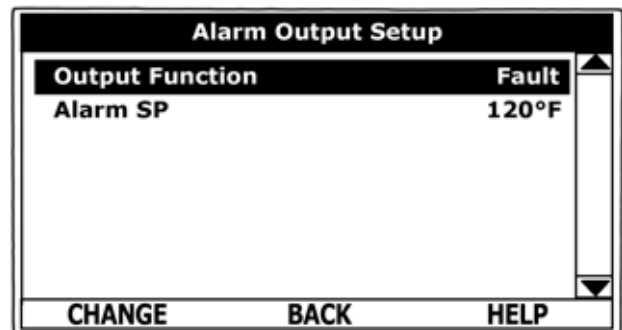 Alarm Output Setup
Output Function Fault
Alarm SP 120°F
CHANGE BACK HELP